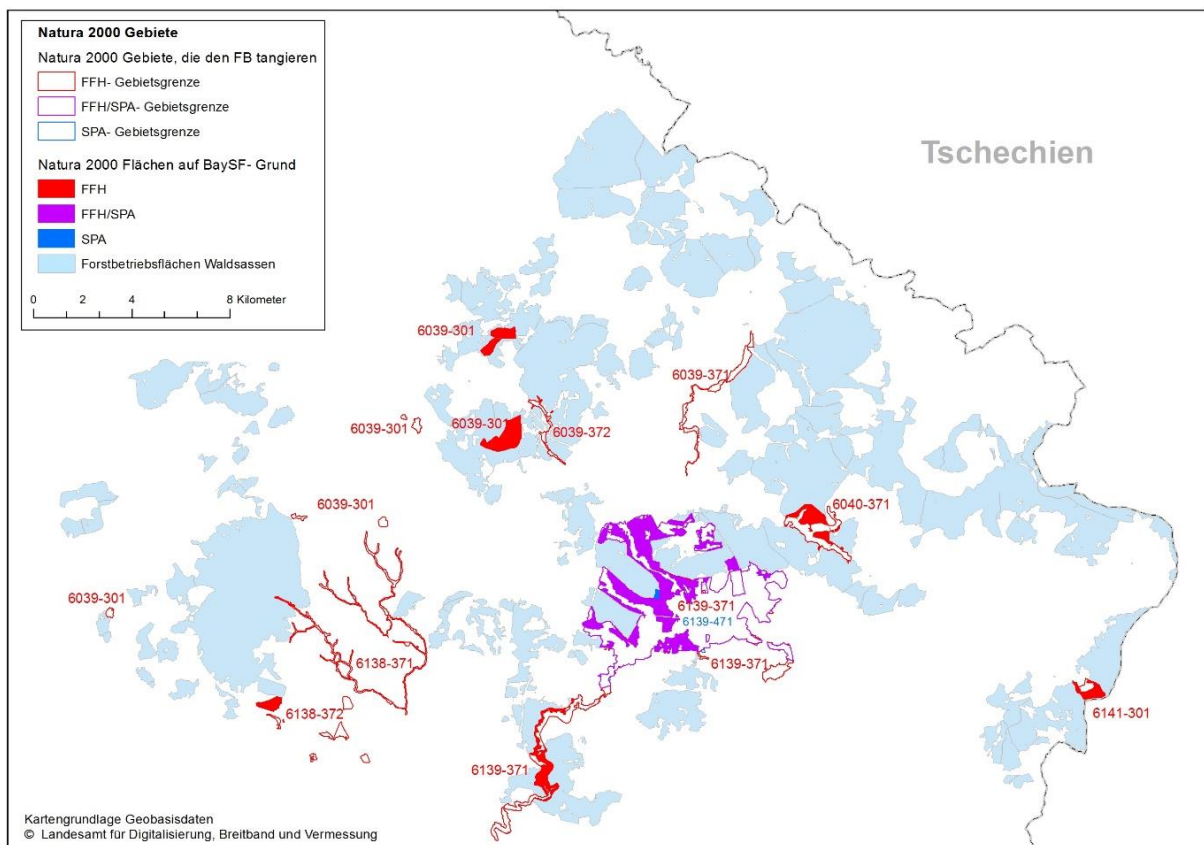 Natura 2000 Gebiete
Natura 2000 Gebiete, die den FB tangieren
FFH- Gebietsgrenze
FFH/SPA- Gebietsgrenze
SPA- Gebietsgrenze
Natura 2000 Flächen auf BaySF- Grund
FFH
FFH/SPA
SPA
Forstbetriebsflächen Waldsassen
0 2 4 8 Kilometer
Tschechien
6039-301
6039-371
6039-301
6039-301
6039-372
6039-301
6040-371
6039-301
6139-371
6139-471
6138-371
6139-371
6138-372
6141-301
6139-371
Kartengrundlage Geobasisdaten
© Landesamt für Digitalisierung, Breitband und Vermessung